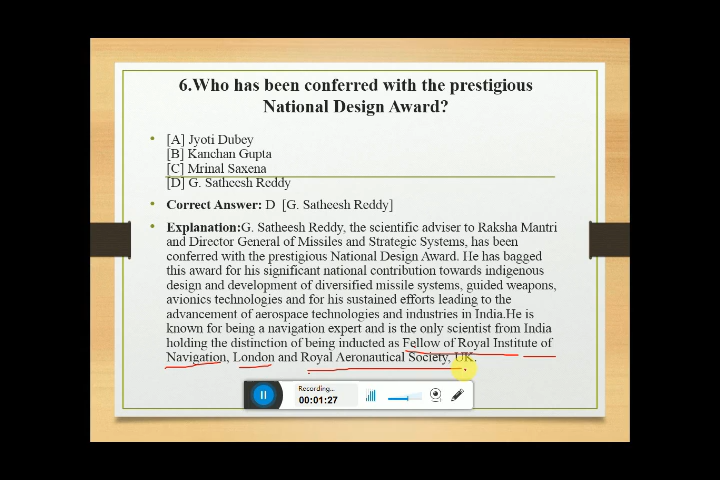 6.Who has been conferred with the prestigious
National Design Award?
[A] Jyoti Dubey
[B] Kanchan Gupta
[C] Mrinal Saxena
[D] G. Satheesh Reddy
Correct Answer: D [G. Satheesh Reddy]
Explanation:G. Satheesh Reddy, the scientific adviser to Raksha Mantri
and Director General of Missiles and Strategic Systems, has been
conferred with the prestigious National Design Award. He has bagged
this award for his significant national contribution towards indigenous
design and development of diversified missile systems, guided weapons,
avionics technologies and for his sustained efforts leading to the
advancement of aerospace technologies and industries in India.He is
known for being a navigation expert and is the only scientist from India
holding the distinction of being inducted as Fellow of Royal Institute of
Navigation, London and Royal Aeronautical Society, UK.
Recording...
00:01:27